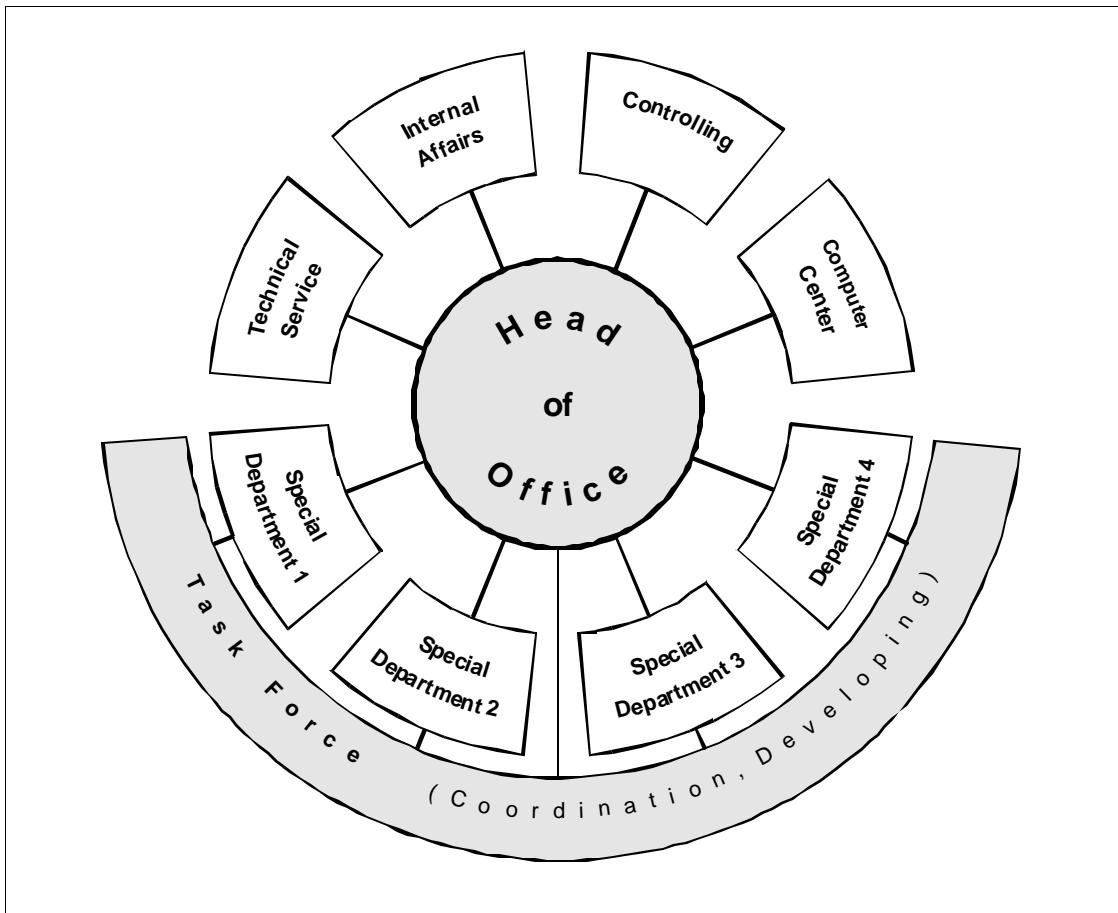 Internal
Affairs
Controlling
Technical
Service
Computer
Center
Head
of
Office
Special
Department 1
Special
Department 2
Special
Department 3
Special
Department 4
Task Force (Coordination, Developing)